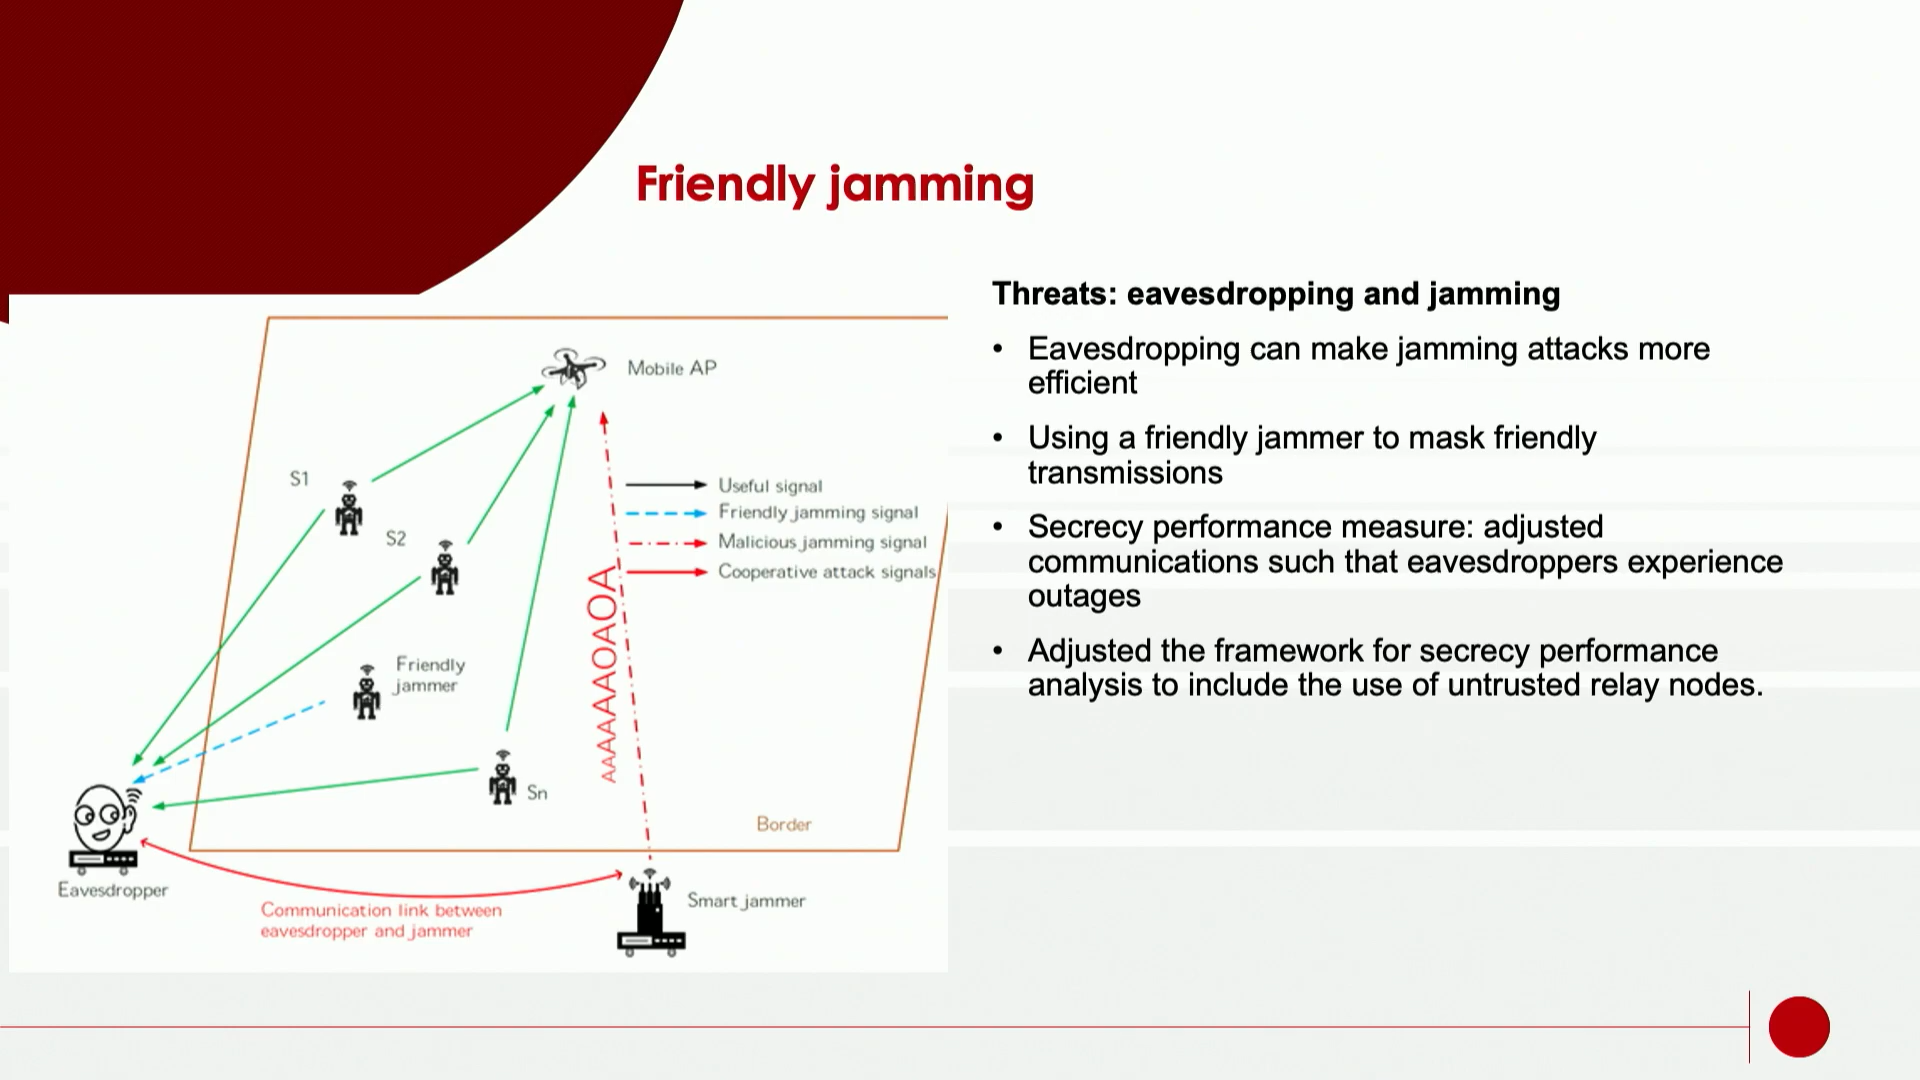 Friendly jamming
Threats: eavesdropping and jamming
• Eavesdropping can make jamming attacks more
efficient
• Using a friendly jammer to mask friendly
transmissions
• Secrecy performance measure: adjusted
communications such that eavesdroppers experience
outages
• Adjusted the framework for secrecy performance
analysis to include the use of untrusted relay nodes.
Mobile AP
S1
S2
Useful signal
Friendly jamming signal
Malicious jamming signal
Cooperative attack signals
AAAAAAOAOA
Friendly
jammer
Sn
Border
Eavesdropper
Communication link between
eavesdropper and jammer
Smart jammer